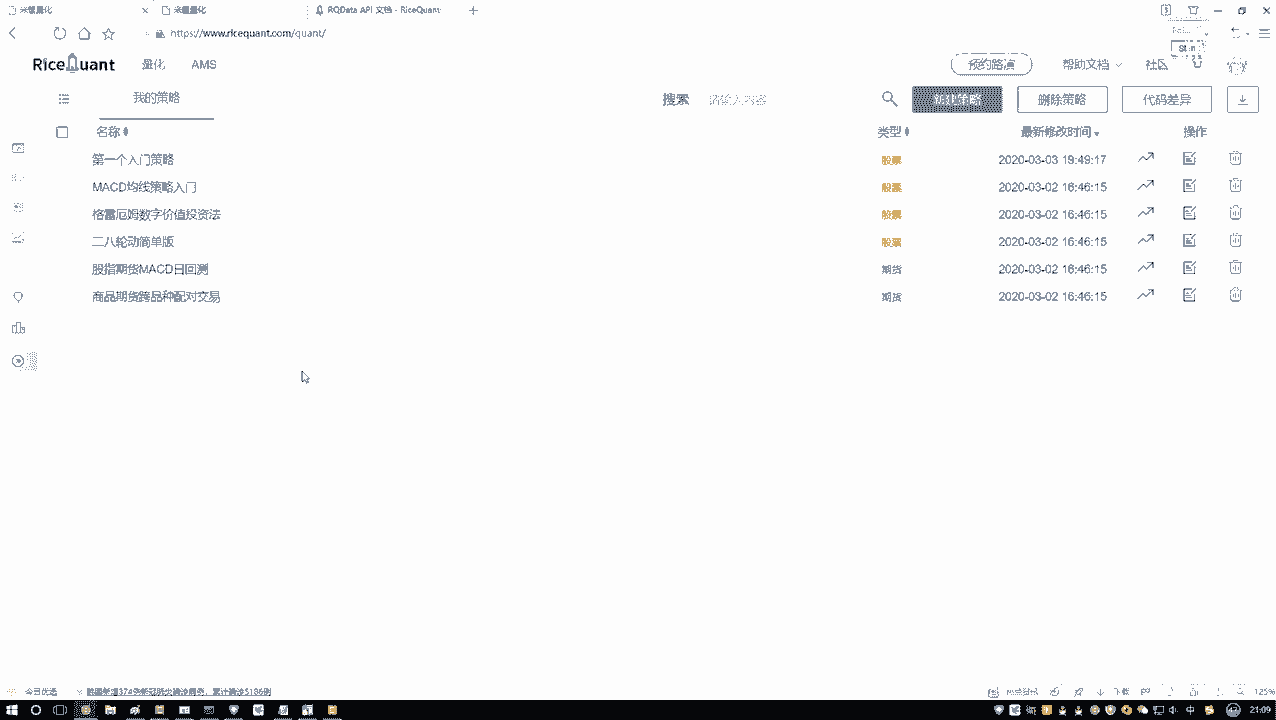 米筐量化
米筐量化
RQData API 文档 - RiceQuant
https://www.ricequant.com/quant/
RiceQuant
量化
AMS
预约路演
帮助文档
社区
我的策略
搜索
请输入内容
新建策略
删除策略
代码差异
名称
类型
最新修改时间
操作
第一个入门策略 股票 2020-03-03 19:49:17
MACD均线策略入门 股票 2020-03-02 16:46:15
格雷厄姆数字价值投资法 股票 2020-03-02 16:46:15
二八轮动简单版 股票 2020-03-02 16:46:15
股指期货MACD日回测 期货 2020-03-02 16:46:15
商品期货跨品种配对交易 期货 2020-03-02 16:46:15
今日优选
下载
125%
中
21:09